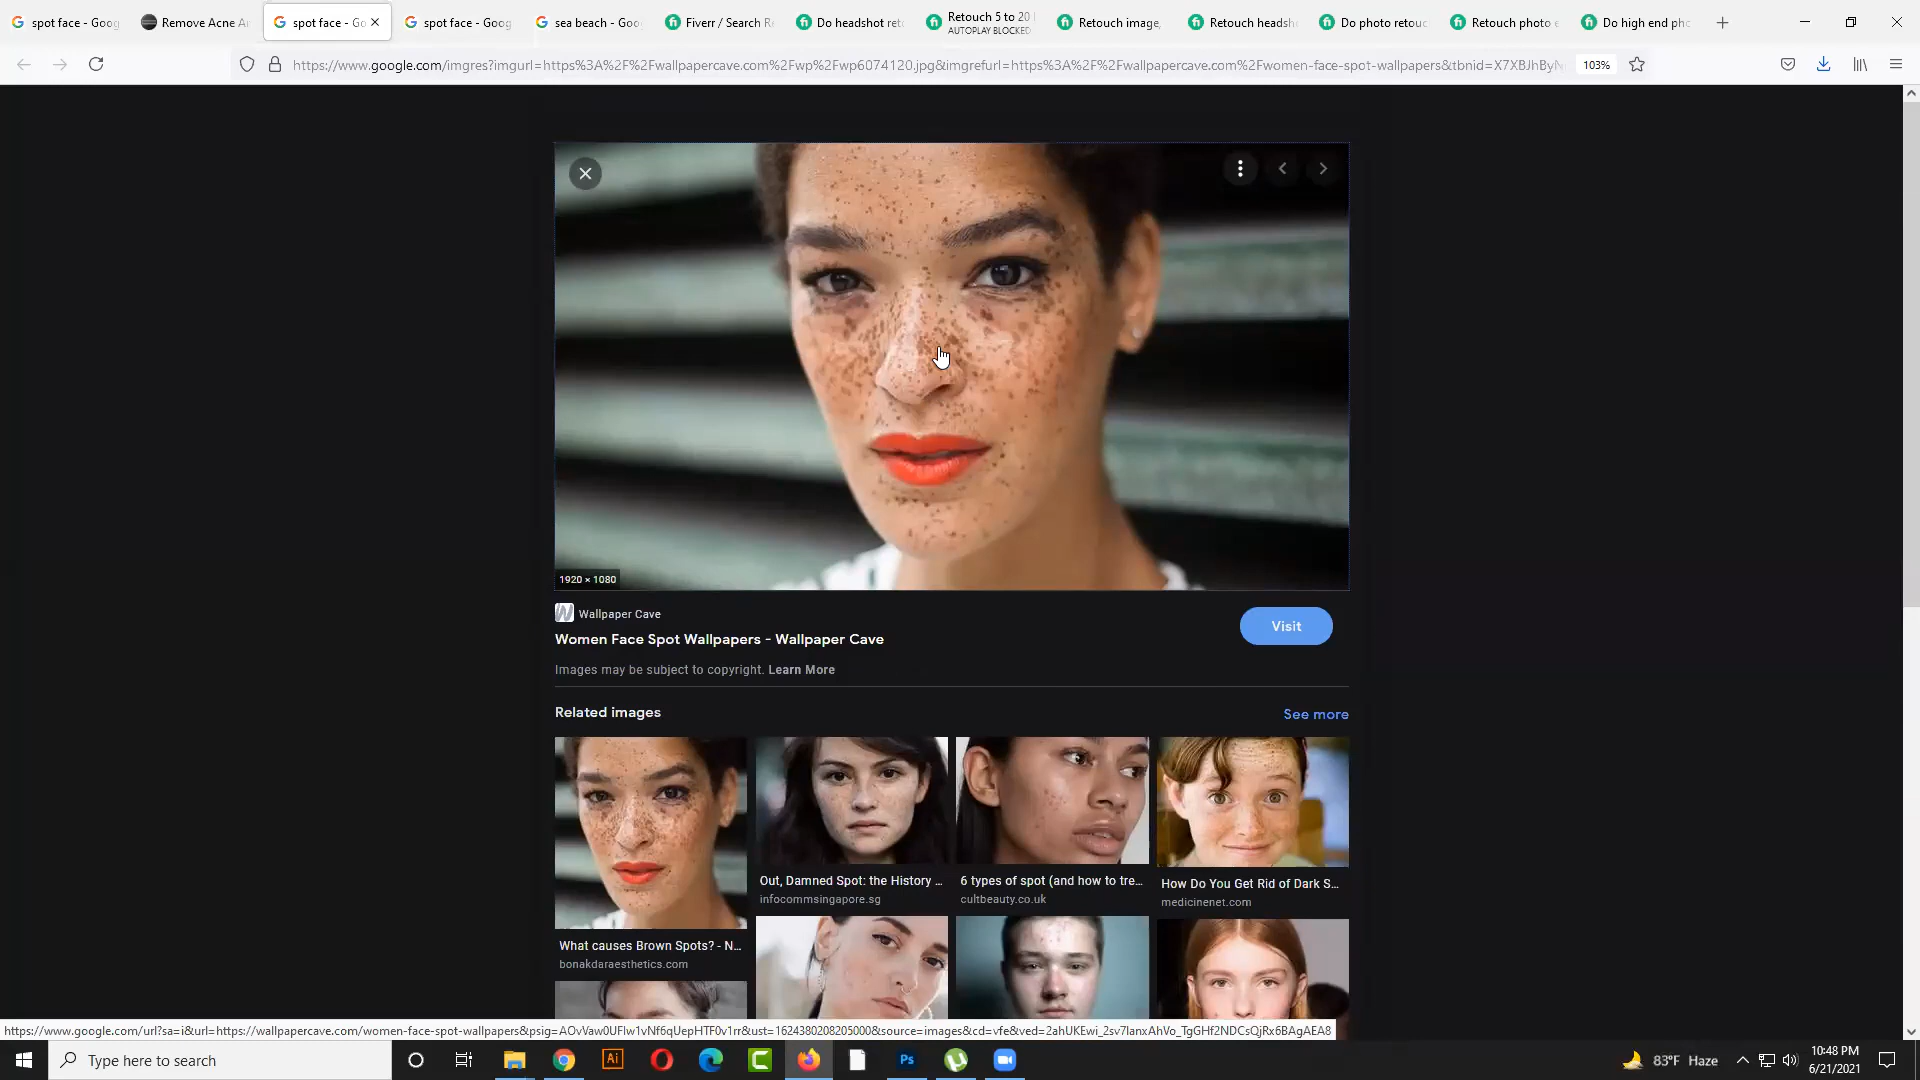 spot face - Goog
Remove Acne An
spot face - Go
spot face - Goog
sea beach - Goo
Fiverr / Search Re
Do headshot reto
Retouch 5 to 20
AUTOPLAY BLOCKED
Retouch image,
Retouch headsh
Do photo retouc
Retouch photo e
Do high end pho
https://www.google.com/imgres?imgurl=https%3A%2F%2Fwallpapercave.com%2Fwp%2Fwp6074120.jpg&imgrefurl=https%3A%2F%2Fwallpapercave.com%2Fwomen-face-spot-wallpapers&tbnid=X7XBJhByN
103%
1920 × 1080
Wallpaper Cave
Women Face Spot Wallpapers - Wallpaper Cave
Visit
Images may be subject to copyright. Learn More
Related images
See more
Out, Damned Spot: the History ...
infocommsingapore.sg
6 types of spot (and how to tre...
cultbeauty.co.uk
How Do You Get Rid of Dark S...
medicinenet.com
What causes Brown Spots? - N...
bonakdaraesthetics.com
https://www.google.com/url?sa=i&url=https://wallpapercave.com/women-face-spot-wallpapers&psig=AOvVaw0UFlw1vNf6qUepHTF0v1rr&ust=1624380208205000&source=images&cd=vfe&ved=2ahUKEwi_2sv7lanxAhVo_TgGHf2NDCsQjRx6BAgAEA8
Type here to search
Ai
Ps
83°F Haze
10:48 PM
6/21/2021